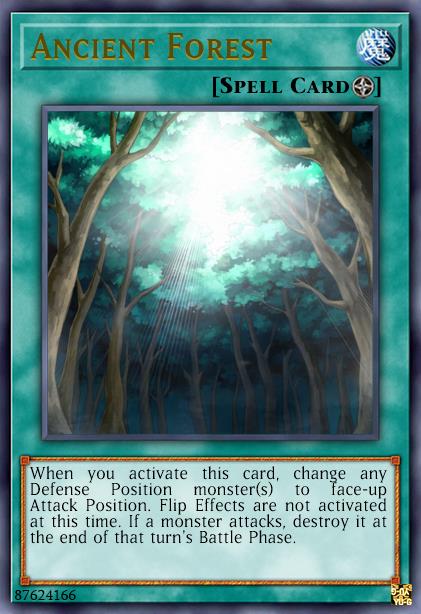 Ancient Forest
[Spell Card]
When you activate this card, change any
Defense Position monster(s) to face-up
Attack Position. Flip Effects are not activated
at this time. If a monster attacks, destroy it at
the end of that turn's Battle Phase.
87624166